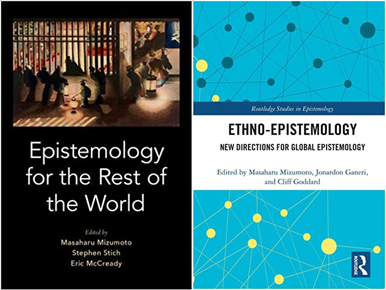 Epistemology
for the Rest of
the World
Edited by
Masaharu Mizumoto
Stephen Stich
Eric McCready
Routledge Studies in Epistemology
ETHNO-EPISTEMOLOGY
NEW DIRECTIONS FOR GLOBAL EPISTEMOLOGY
Edited by Masaharu Mizumoto, Jonardon Ganeri,
and Cliff Goddard
R
Routledge